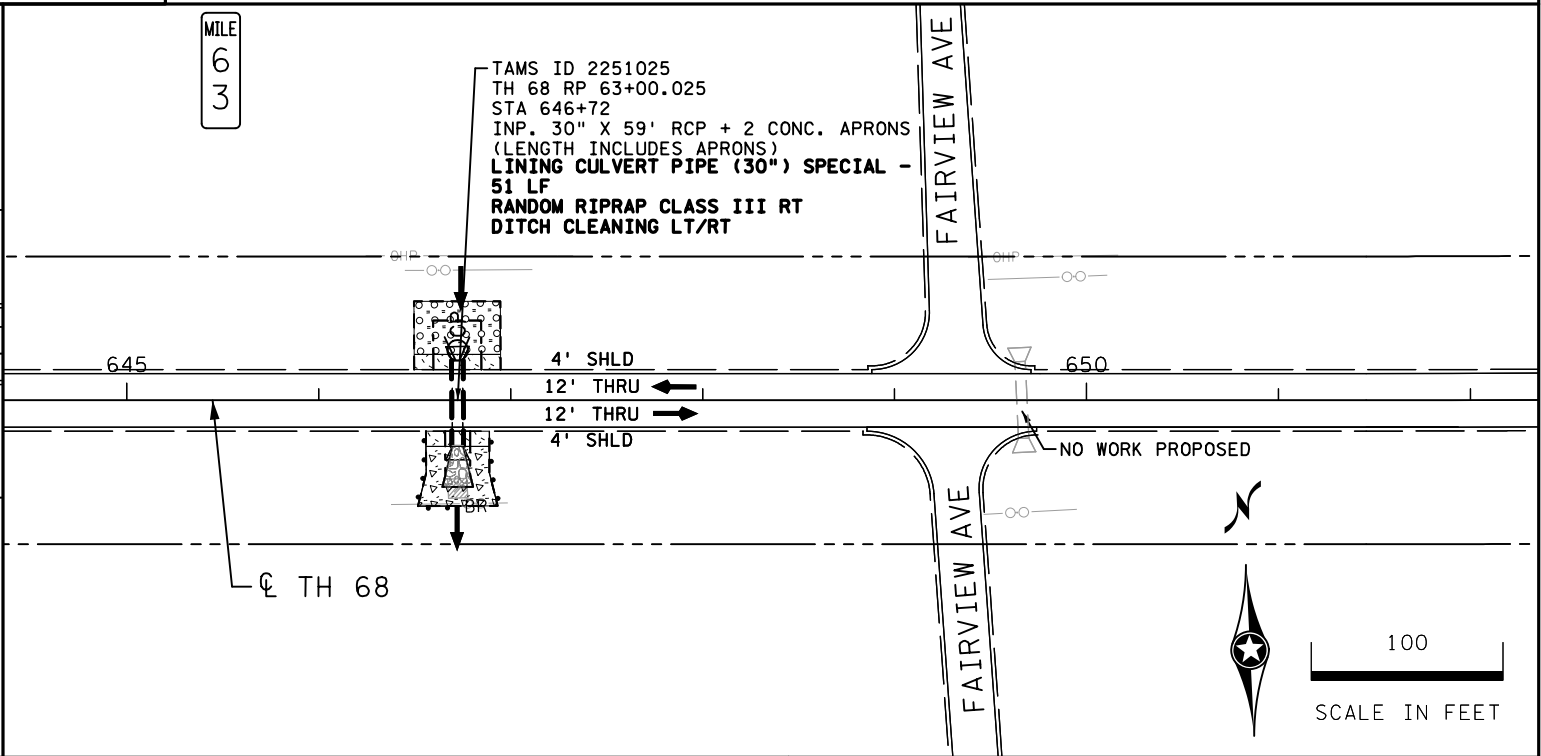 MILE
6
3
TAMS ID 2251025
TH 68 RP 63+00.025
STA 646+72
INP. 30" X 59' RCP + 2 CONC. APRONS
(LENGTH INCLUDES APRONS)
LINING CULVERT PIPE (30") SPECIAL -
51 LF
RANDOM RIPRAP CLASS III RT
DITCH CLEANING LT/RT
FAIRVIEW AVE
OHP
OHP
645
4' SHLD
650
12' THRU
12' THRU
4' SHLD
NO WORK PROPOSED
BR
℄ TH 68
FAIRVIEW AVE
N
100
SCALE IN FEET